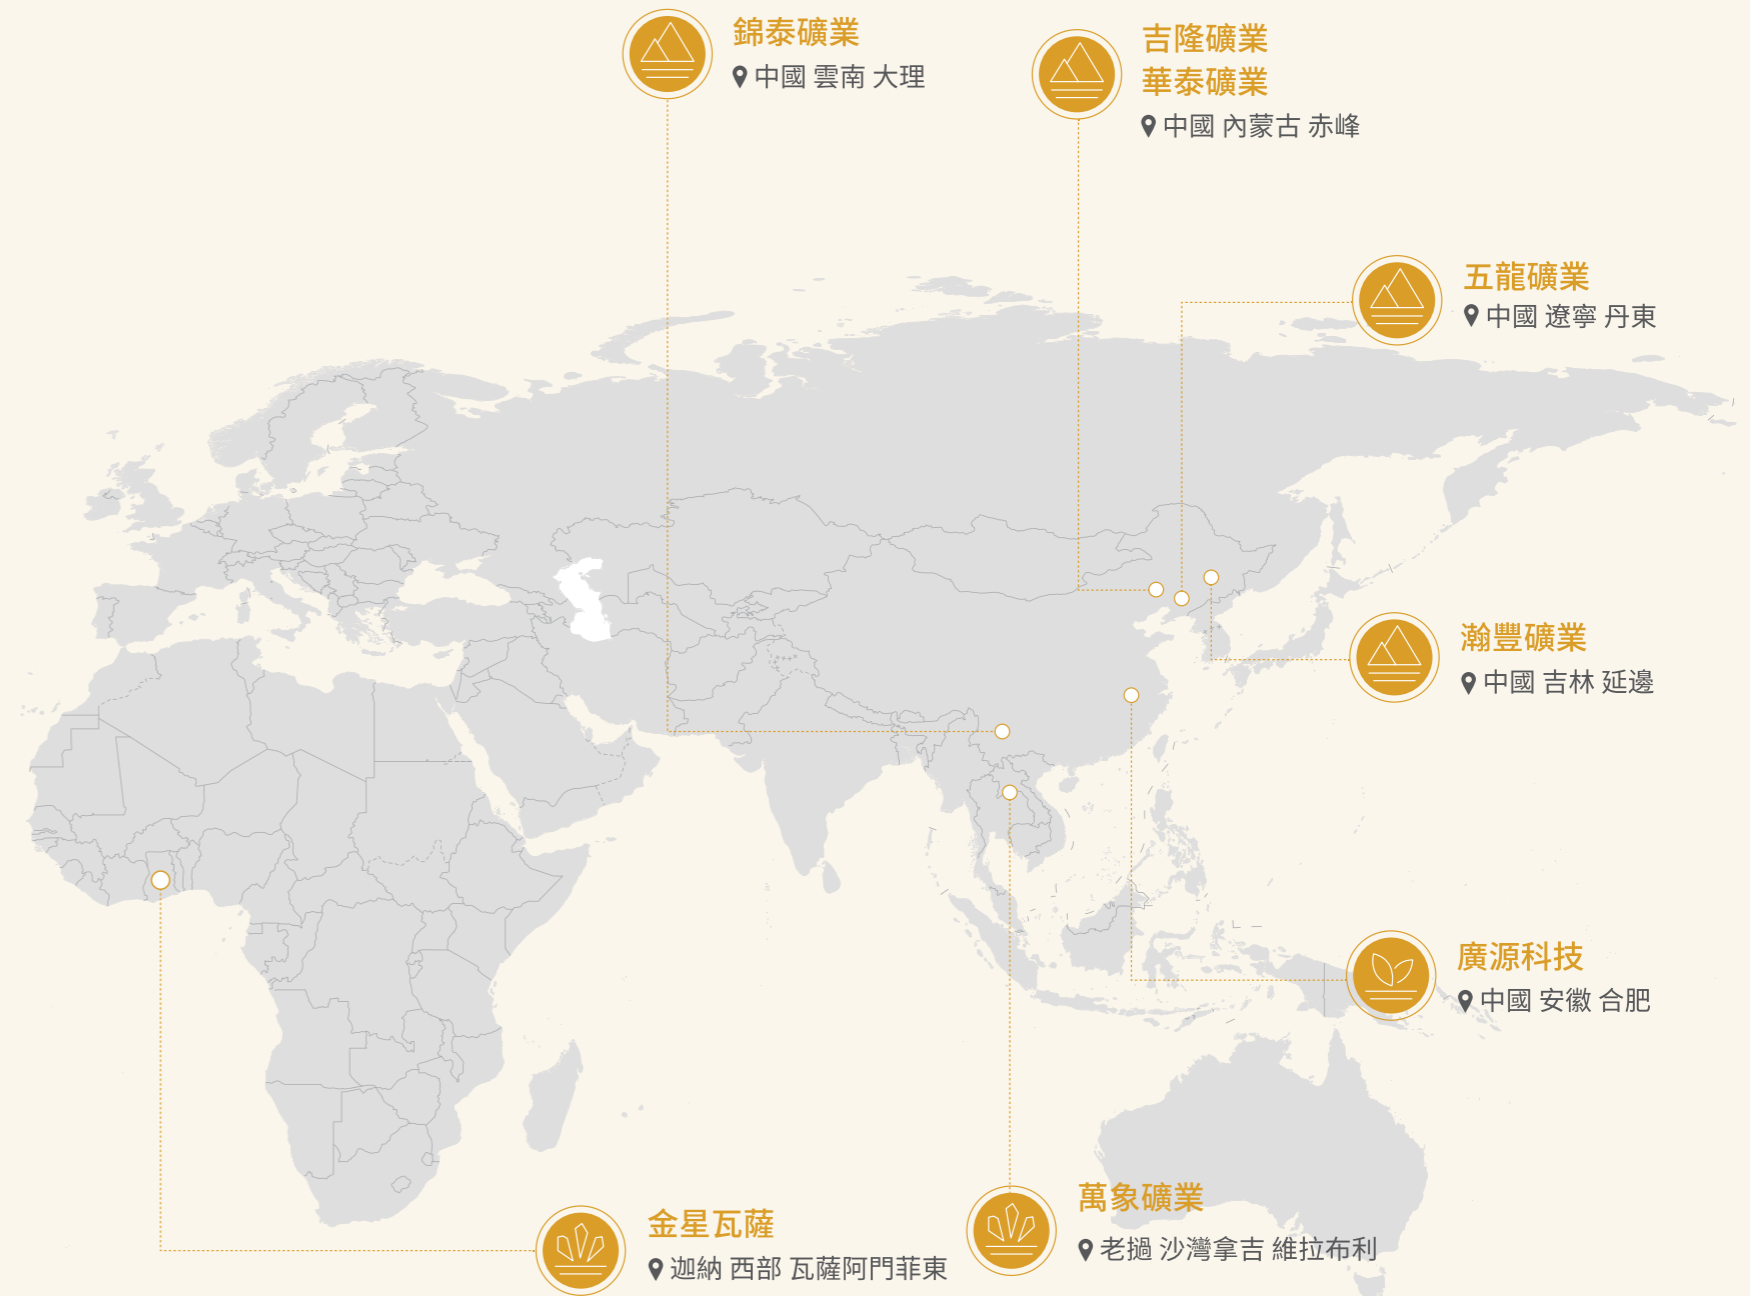 錦泰礦業
中國 雲南 大理
吉隆礦業
華泰礦業
中國 內蒙古 赤峰
五龍礦業
中國 遼寧 丹東
瀚豐礦業
中國 吉林 延邊
廣源科技
中國 安徽 合肥
萬象礦業
老撾 沙灣拿吉 維拉布利
金星瓦薩
迦納 西部 瓦薩阿門菲東